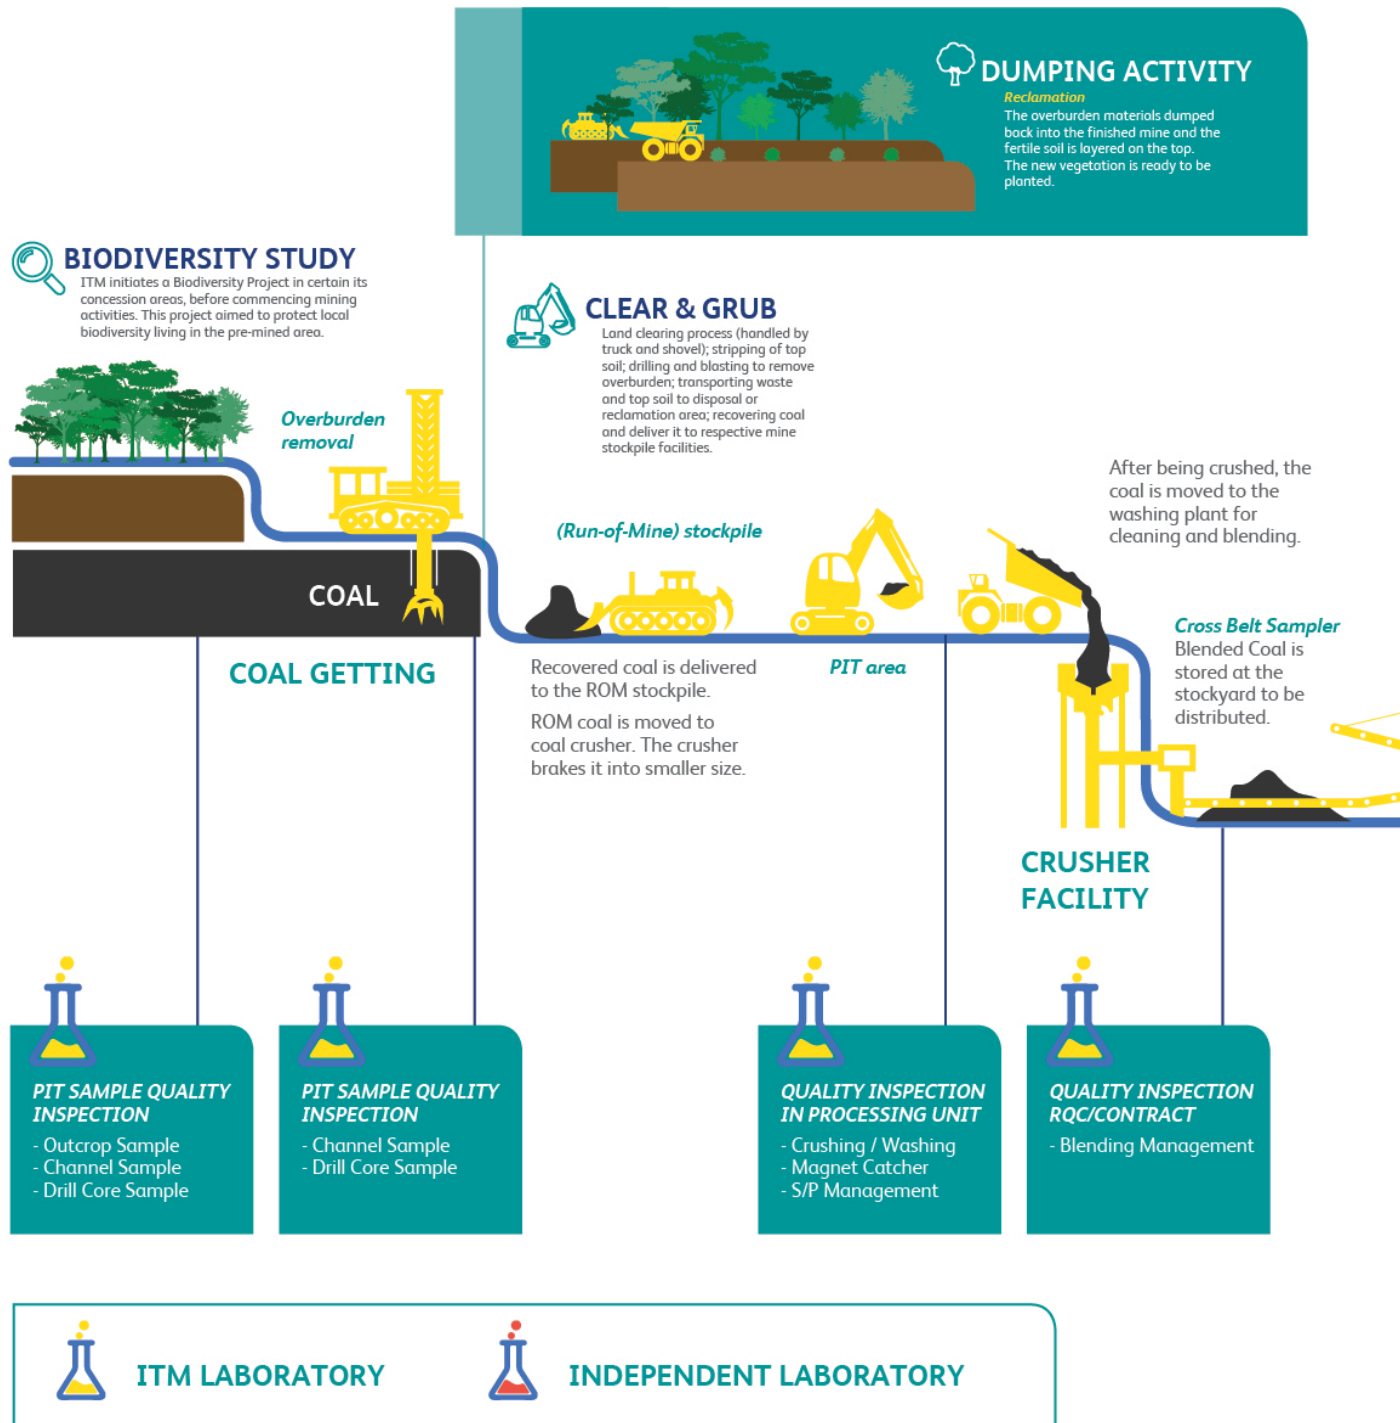 DUMPING ACTIVITY
Reclamation
The overburden materials dumped
back into the finished mine and the
fertile soil is layered on the top.
The new vegetation is ready to be
planted.
BIODIVERSITY STUDY
ITM initiates a Biodiversity Project in certain its
concession areas, before commencing mining
activities. This project aimed to protect local
biodiversity living in the pre-mined area.
CLEAR & GRUB
Land clearing process (handled by
truck and shovel); stripping of top
soil; drilling and blasting to remove
overburden; transporting waste
and top soil to disposal or
reclamation area; recovering coal
and deliver it to respective mine
stockpile facilities.
Overburden
removal
COAL
COAL GETTING
(Run-of-Mine) stockpile
Recovered coal is delivered
to the ROM stockpile.
ROM coal is moved to
coal crusher. The crusher
brakes it into smaller size.
PIT area
After being crushed, the
coal is moved to the
washing plant for
cleaning and blending.
Cross Belt Sampler
Blended Coal is
stored at the
stockyard to be
distributed.
CRUSHER
FACILITY
PIT SAMPLE QUALITY
INSPECTION
- Outcrop Sample
- Channel Sample
- Drill Core Sample
PIT SAMPLE QUALITY
INSPECTION
- Channel Sample
- Drill Core Sample
QUALITY INSPECTION
IN PROCESSING UNIT
- Crushing / Washing
- Magnet Catcher
- S/P Management
QUALITY INSPECTION
RQC/CONTRACT
- Blending Management
ITM LABORATORY
INDEPENDENT LABORATORY